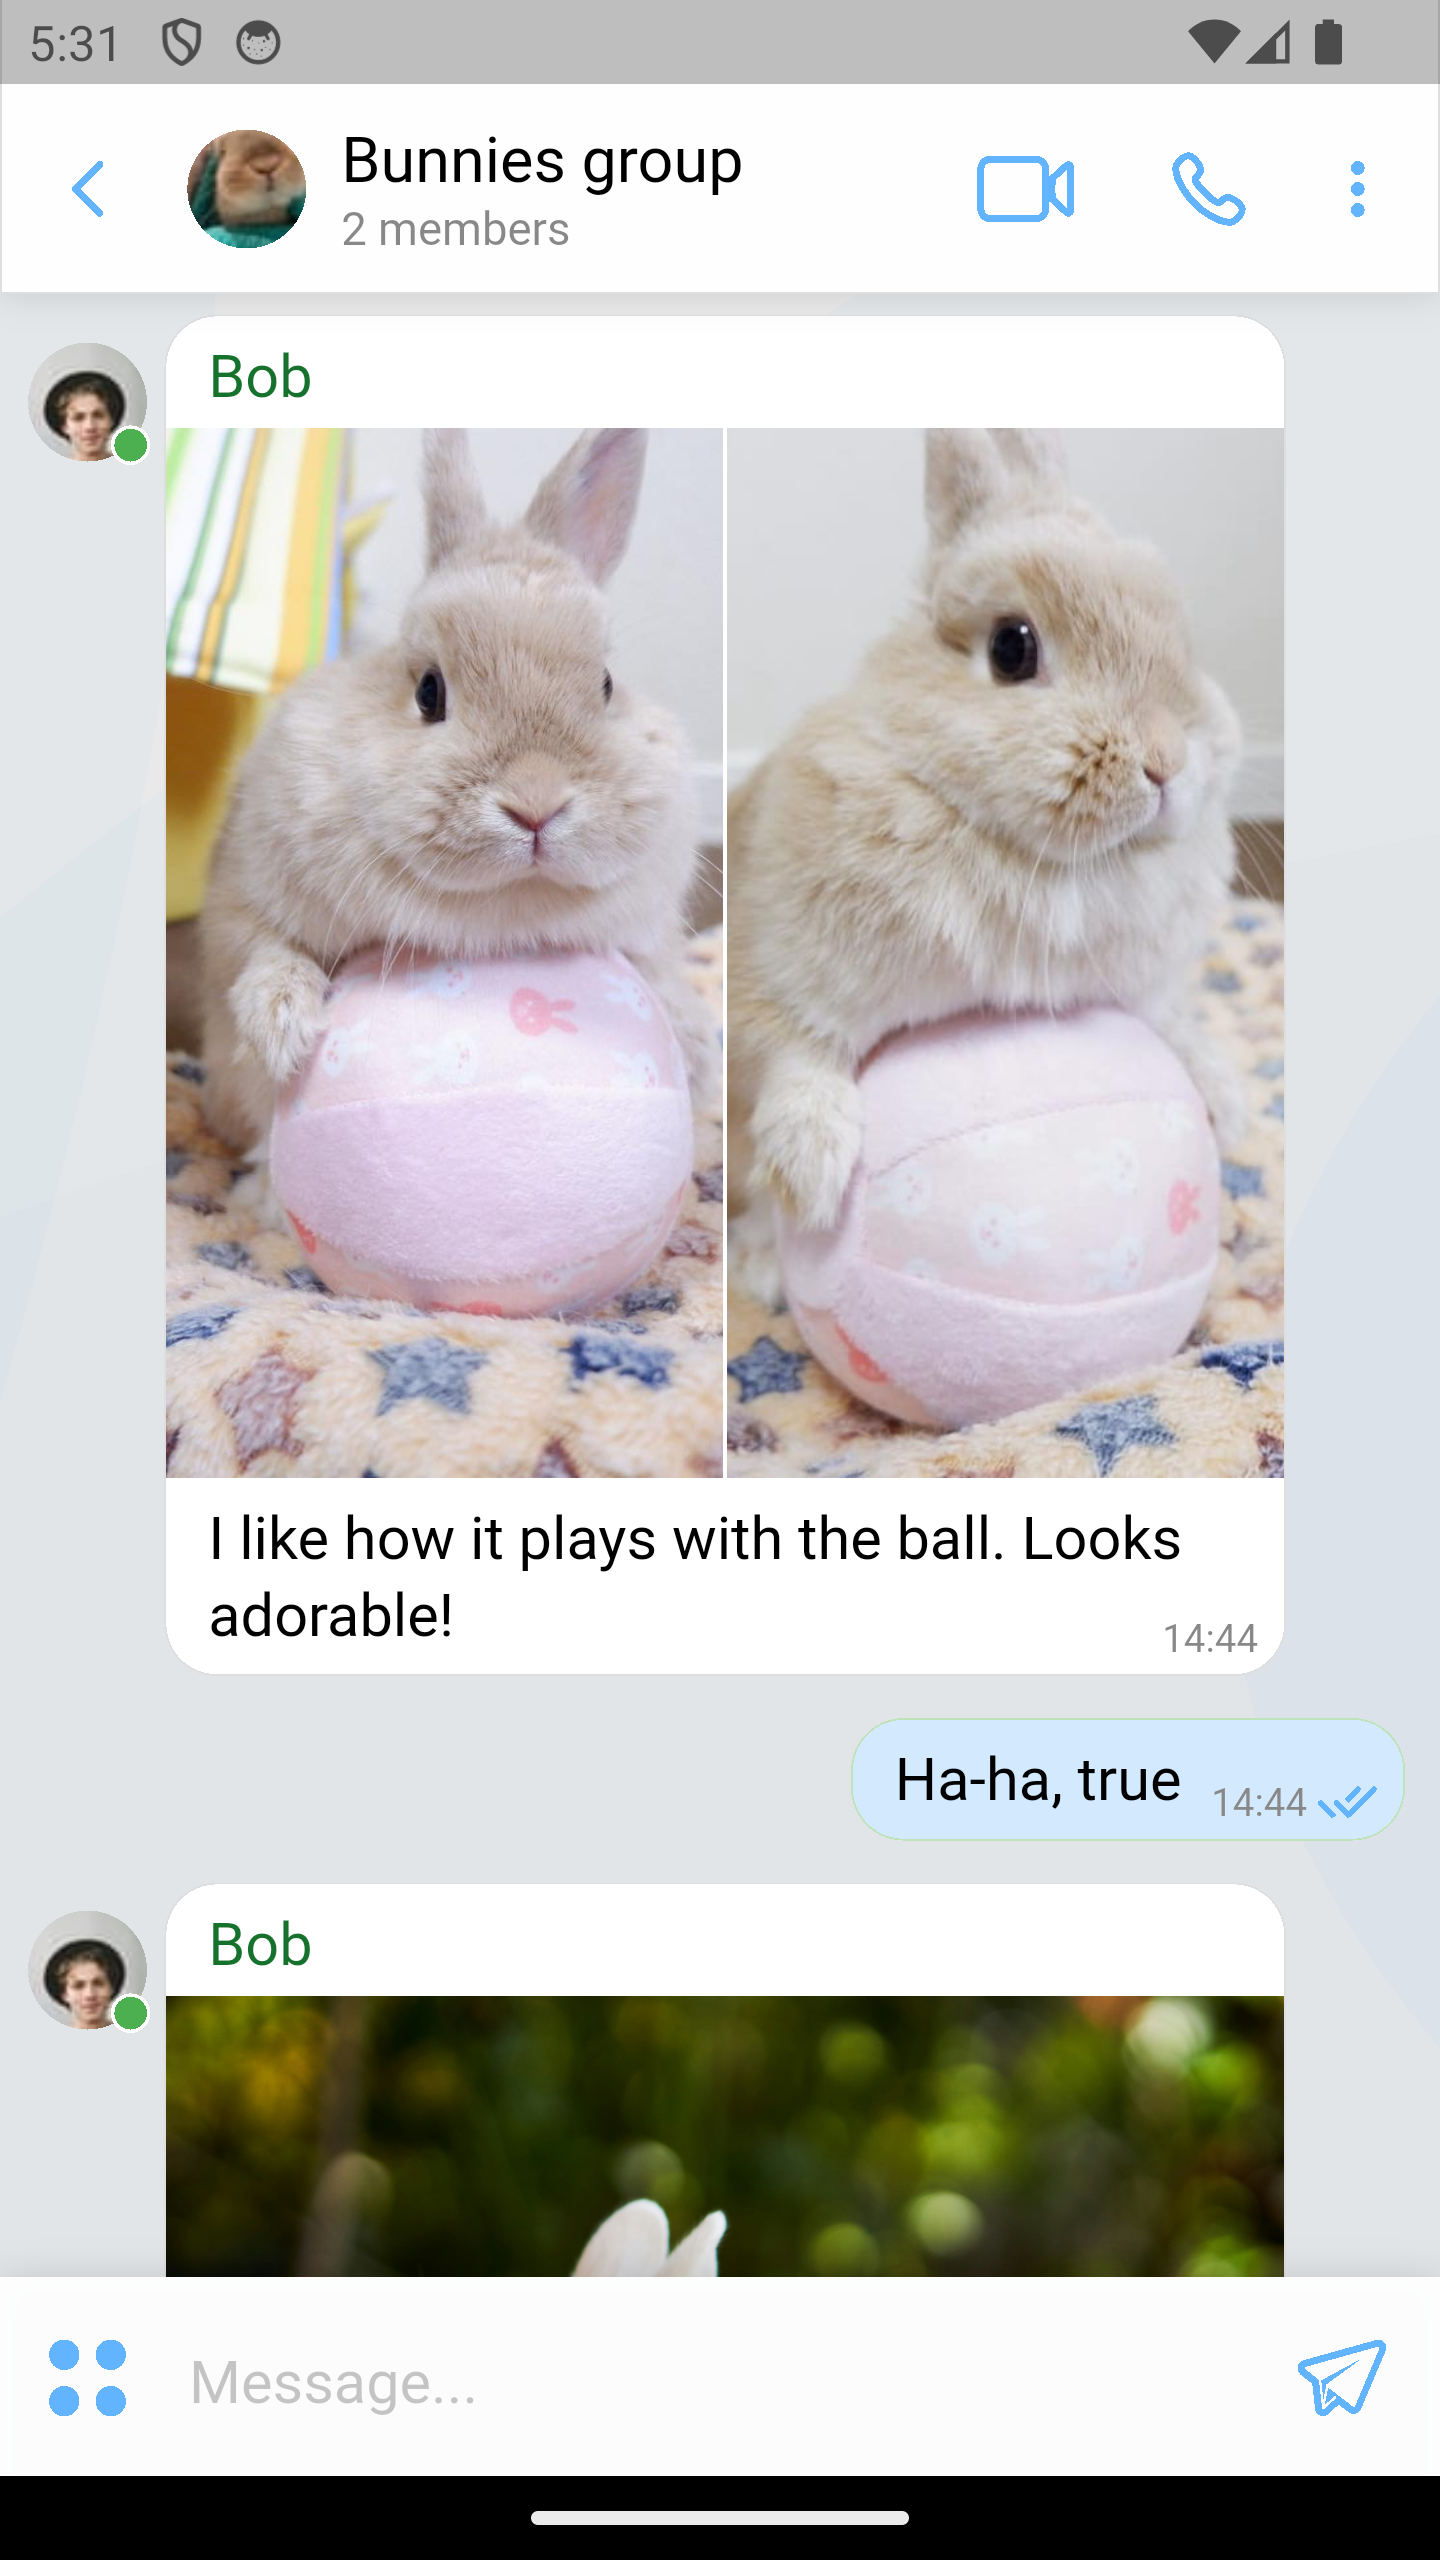 5:31
Bunnies group
2 members
Bob
I like how it plays with the ball. Looks
adorable!
14:44
Ha-ha, true
14:44
Bob
Message...